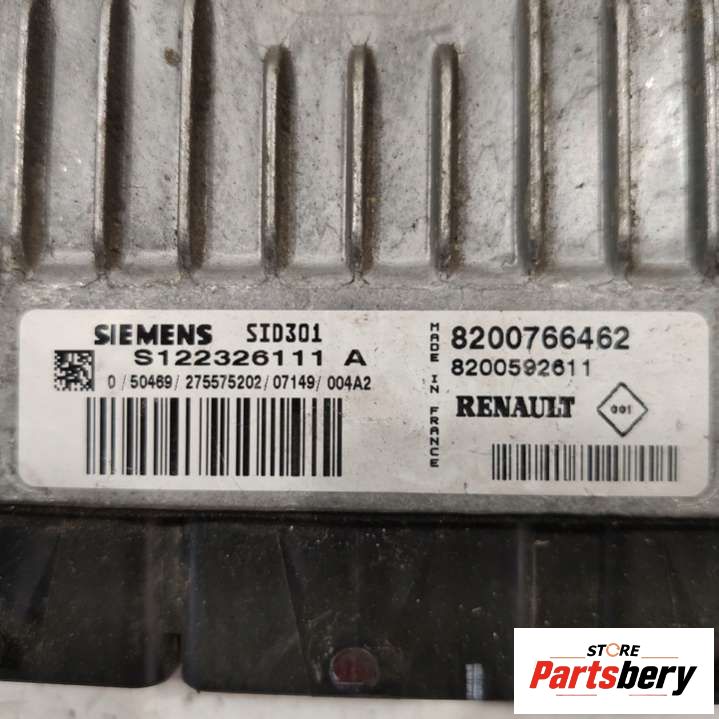 SIEMENS SID301
S122326111 A
0 / 50469 / 275575202 / 07149 / 004A2
MADE IN FRANCE
8200766462
8200592611
RENAULT 001
STORE
Partsbery